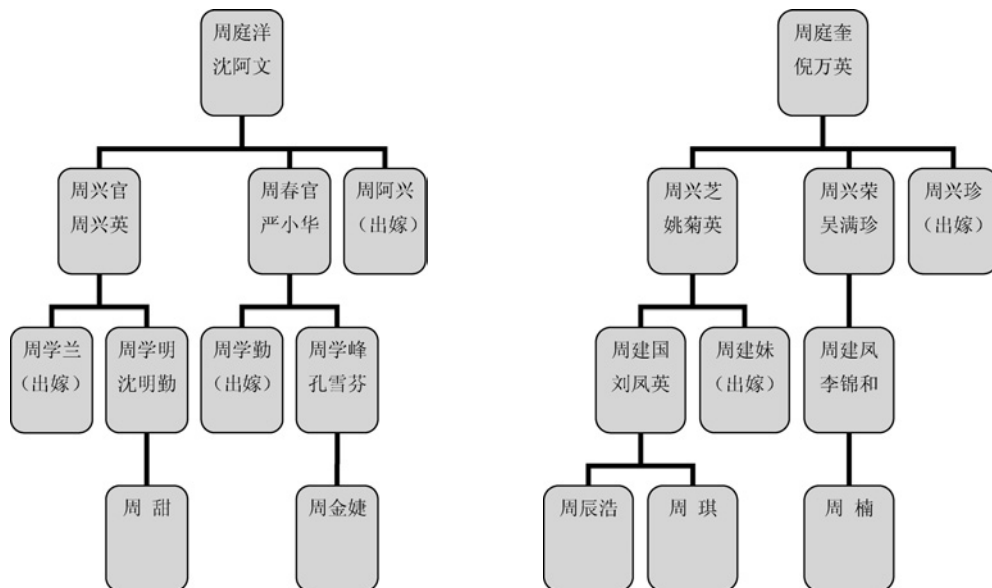 周庭洋
沈阿文
周庭奎
倪万英
周兴官
周兴英
周春官
严小华
周阿兴
（出嫁）
周兴芝
姚菊英
周兴荣
吴满珍
周兴珍
（出嫁）
周学兰
（出嫁）
周学明
沈明勤
周学勤
（出嫁）
周学峰
孔雪芬
周建国
刘凤英
周建妹
（出嫁）
周建凤
李锦和
周 甜
周金婕
周辰浩
周 琪
周 楠